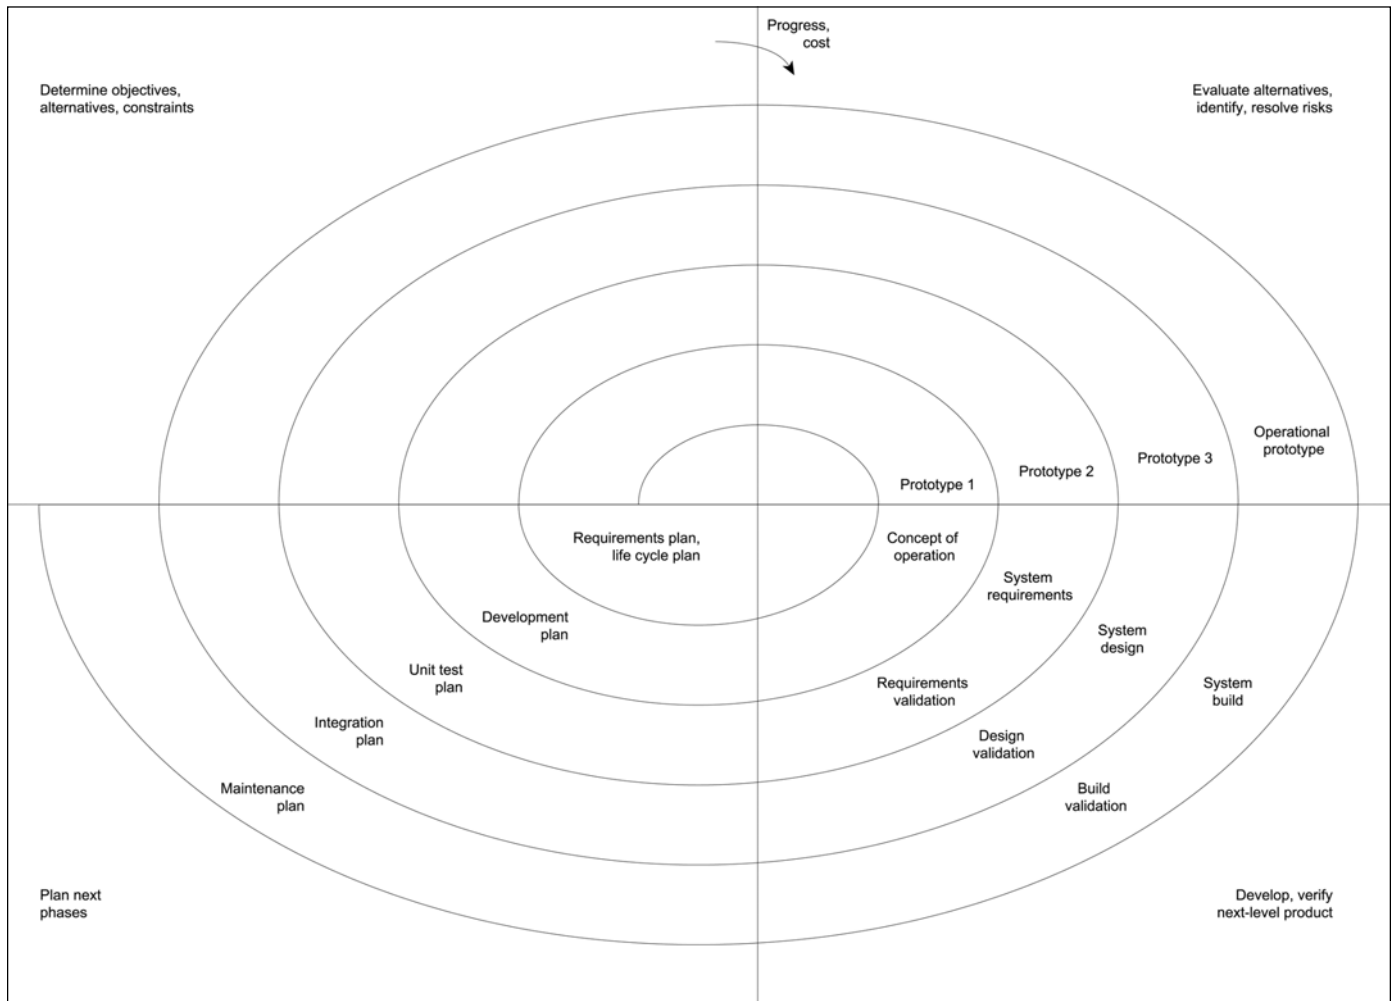 Progress,
cost
Determine objectives,
alternatives, constraints
Evaluate alternatives,
identify, resolve risks
Operational
prototype
Prototype 3
Prototype 2
Prototype 1
Requirements plan,
life cycle plan
Concept of
operation
System
requirements
Development
plan
System
design
Unit test
plan
Requirements
validation
System
build
Integration
plan
Design
validation
Maintenance
plan
Build
validation
Plan next
phases
Develop, verify
next-level product